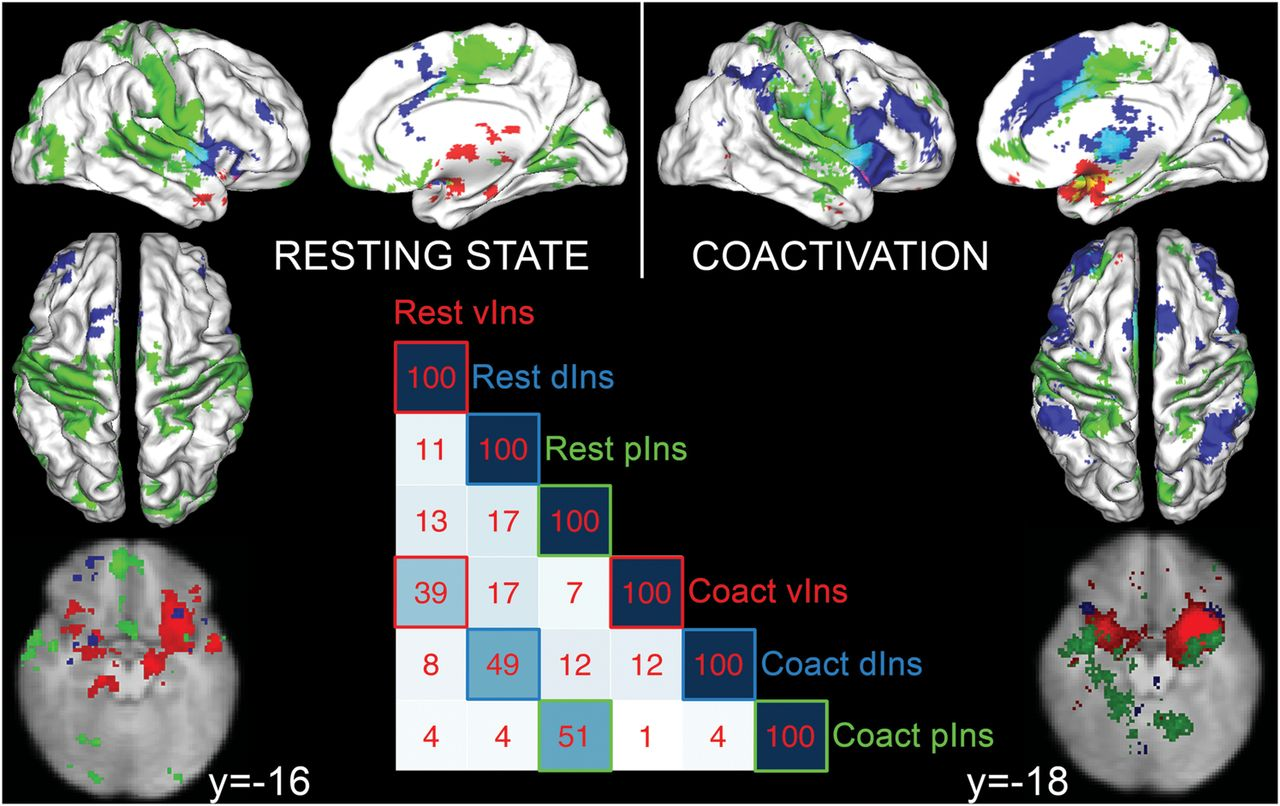 RESTING STATE
COACTIVATION
Rest vIns
100 Rest dIns
11 100 Rest pIns
13 17 100
39 17 7 100 Coact vIns
8 49 12 12 100 Coact dIns
4 4 51 1 4 100 Coact pIns
y=-16
y=-18